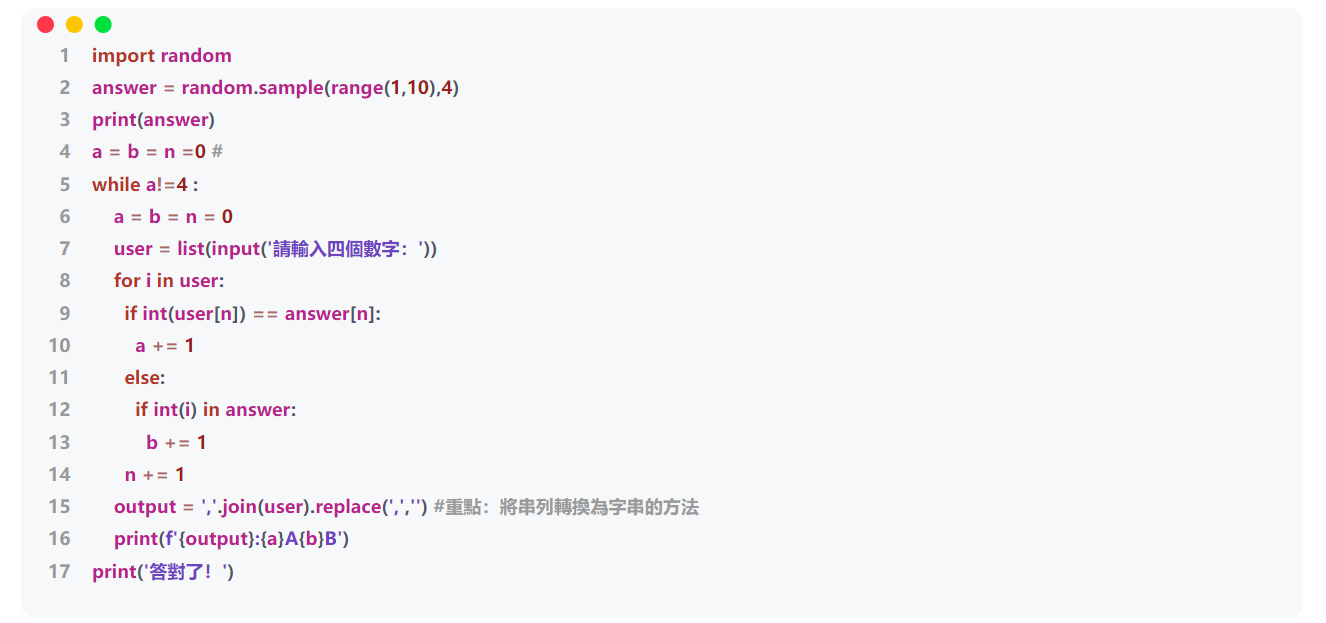 1 import random
2 answer = random.sample(range(1,10),4)
3 print(answer)
4 a = b = n =0 #
5 while a!=4 :
6     a = b = n = 0
7     user = list(input('請輸入四個數字：'))
8     for i in user:
9       if int(user[n]) == answer[n]:
10         a += 1
11       else:
12         if int(i) in answer:
13           b += 1
14       n += 1
15     output = ','.join(user).replace(',','') #重點：將串列轉換為字串的方法
16     print(f'{output}:{a}A{b}B')
17 print('答對了！')